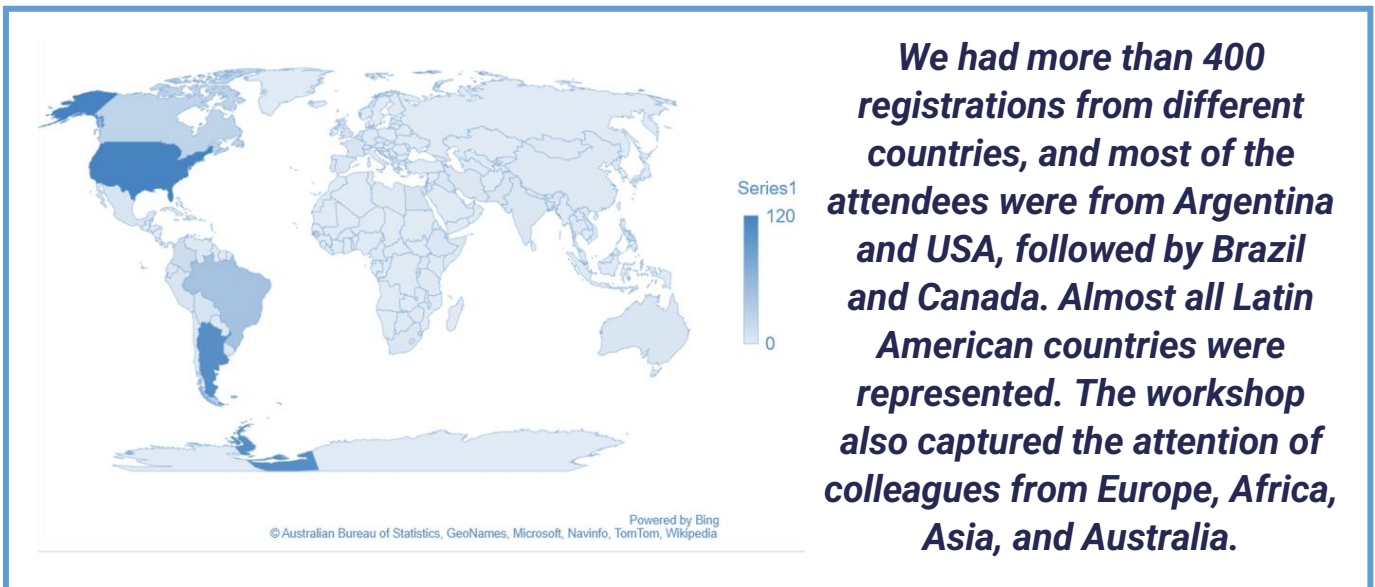 We had more than 400
registrations from different
countries, and most of the
attendees were from Argentina
and USA, followed by Brazil
and Canada. Almost all Latin
American countries were
represented. The workshop
also captured the attention of
colleagues from Europe, Africa,
Asia, and Australia.
Series1
120
0
Powered by Bing
© Australian Bureau of Statistics, GeoNames, Microsoft, Navinfo, TomTom, Wikipedia